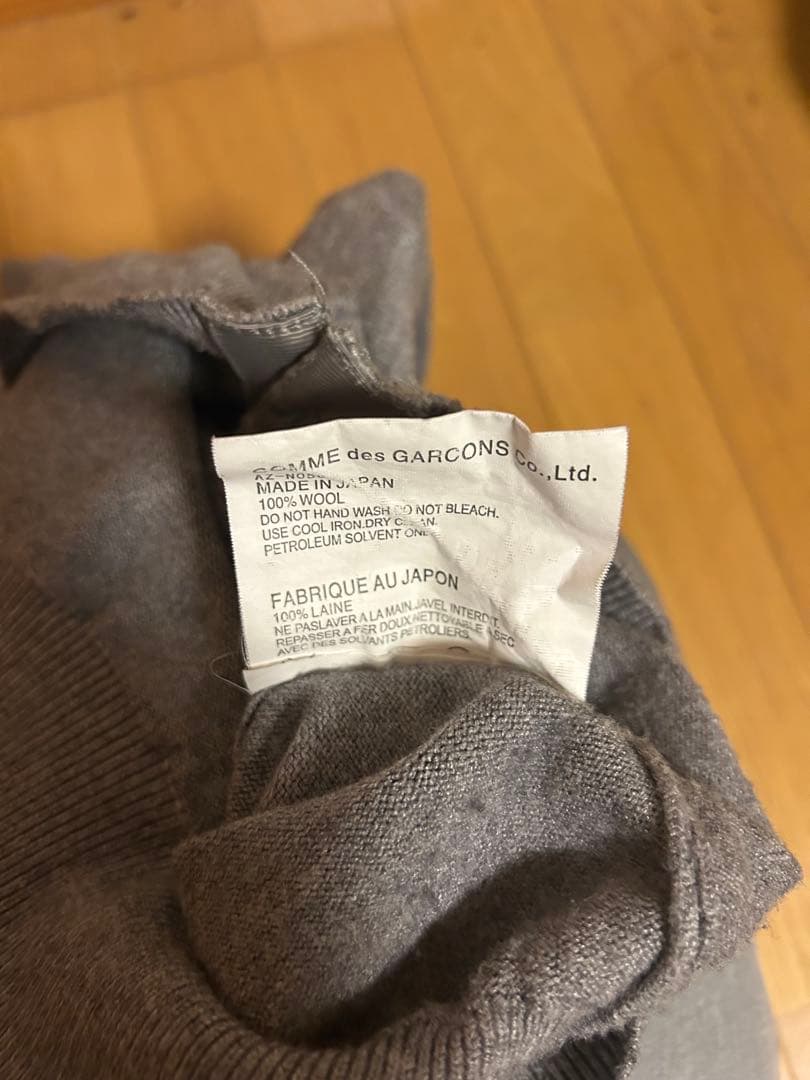 COMME des GARCONS Co.,Ltd.
MADE IN JAPAN
100% WOOL
DO NOT HAND WASH DO NOT BLEACH.
USE COOL IRON.DRY CLEAN.
PETROLEUM SOLVENT ONLY
FABRIQUE AU JAPON
100% LAINE
NE PASLAVER A LA MAIN.JAVEL INTERDIT.
REPASSER A FER DOUX.NETTOYABLE A SEC
AVEC DES SOLVANTS PETROLIERS.